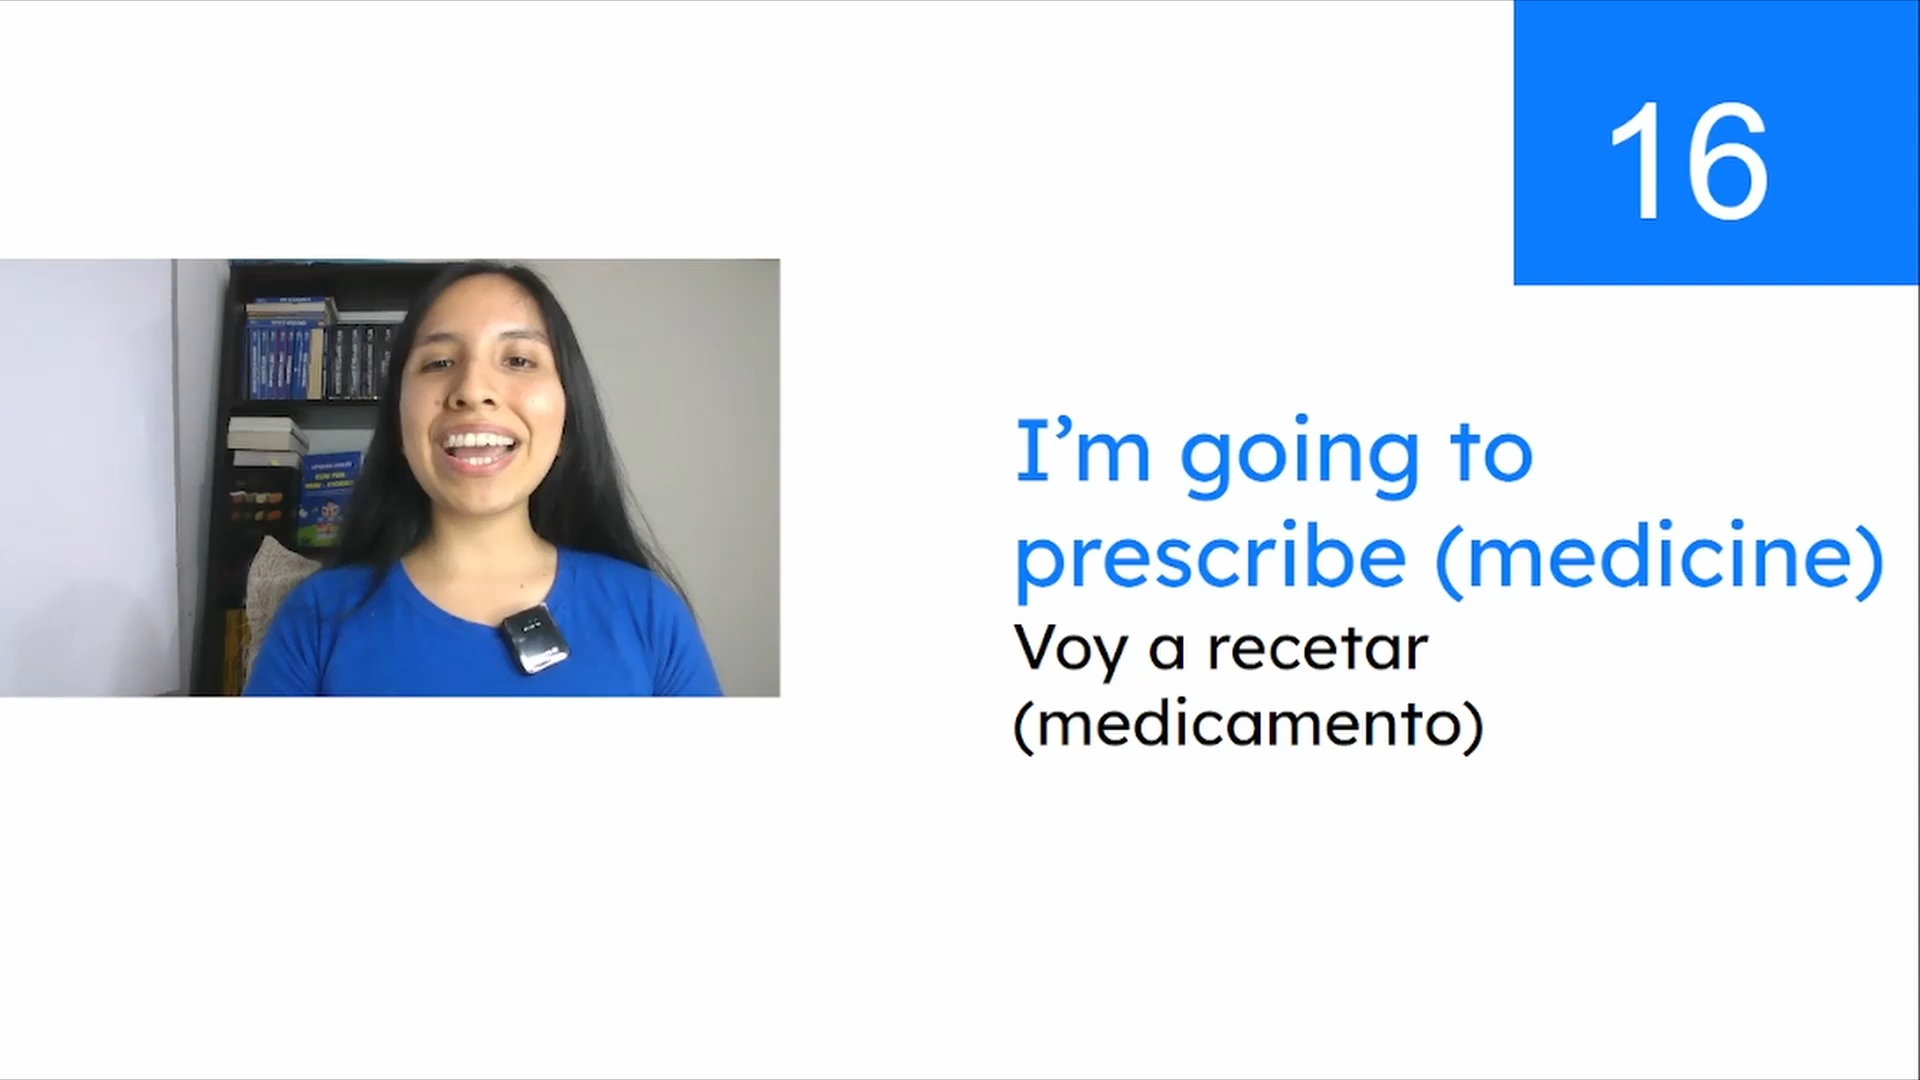 16
I’m going to
prescribe (medicine)
Voy a recetar
(medicamento)